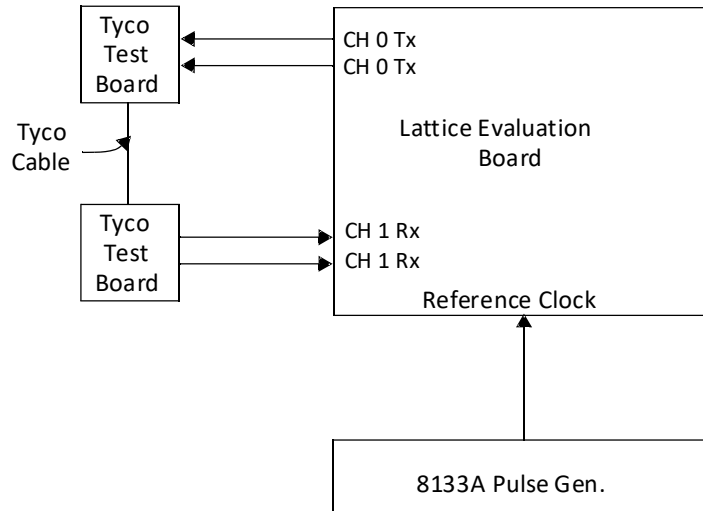 Tyco
Test
Board
CH 0 Tx
CH 0 Tx
Lattice Evaluation
Board
Tyco
Cable
Tyco
Test
Board
CH 1 Rx
CH 1 Rx
Reference Clock
8133A Pulse Gen.